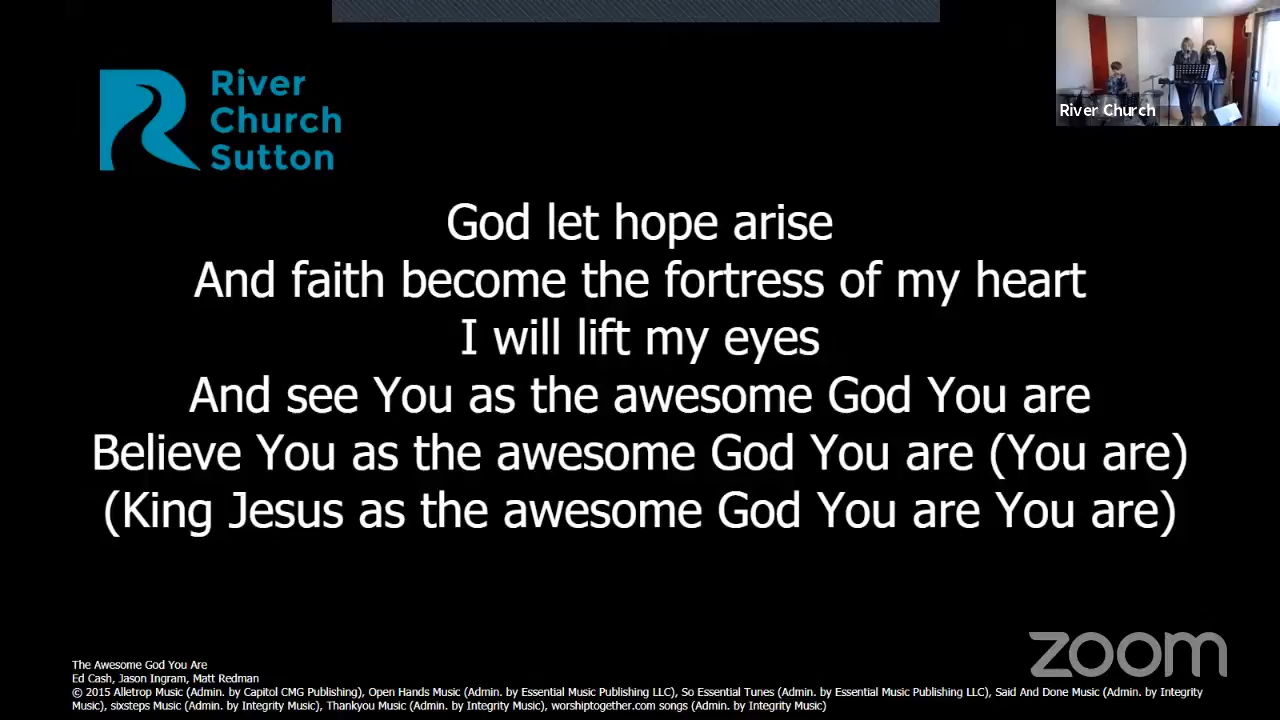 River
Church
Sutton
River Church
God let hope arise
And faith become the fortress of my heart
I will lift my eyes
And see You as the awesome God You are
Believe You as the awesome God You are (You are)
(King Jesus as the awesome God You are You are)
zoom
The Awesome God You Are
Ed Cash, Jason Ingram, Matt Redman
© 2015 Alletrop Music (Admin. by Capitol CMG Publishing), Open Hands Music (Admin. by Essential Music Publishing LLC), So Essential Tunes (Admin. by Essential Music Publishing LLC), Said And Done Music (Admin. by Integrity
Music), sixsteps Music (Admin. by Integrity Music), Thankyou Music (Admin. by Integrity Music), worshiptogether.com songs (Admin. by Integrity Music)